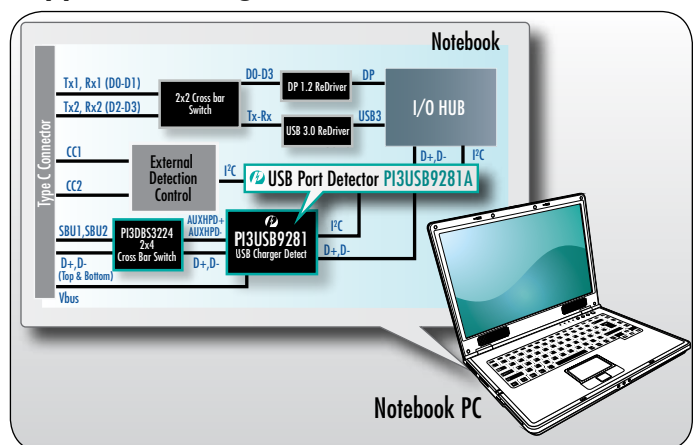 Notebook
Type C Connector
Tx1, Rx1 (D0-D1)
Tx2, Rx2 (D2-D3)
2x2 Cross bar
Switch
D0-D3
DP 1.2 ReDriver
DP
Tx-Rx
USB 3.0 ReDriver
USB3
I/O HUB
CC1
CC2
External
Detection
Control
I²C
D+,D-
I²C
USB Port Detector PI3USB9281A
SBU1,SBU2
D+,D-
(Top & Bottom)
PI3DBS3224
2x4
Cross Bar Switch
AUXHPD+
AUXHPD-
D+,D-
PI3USB9281
USB Charger Detect
I²C
D+,D-
Vbus
Notebook PC